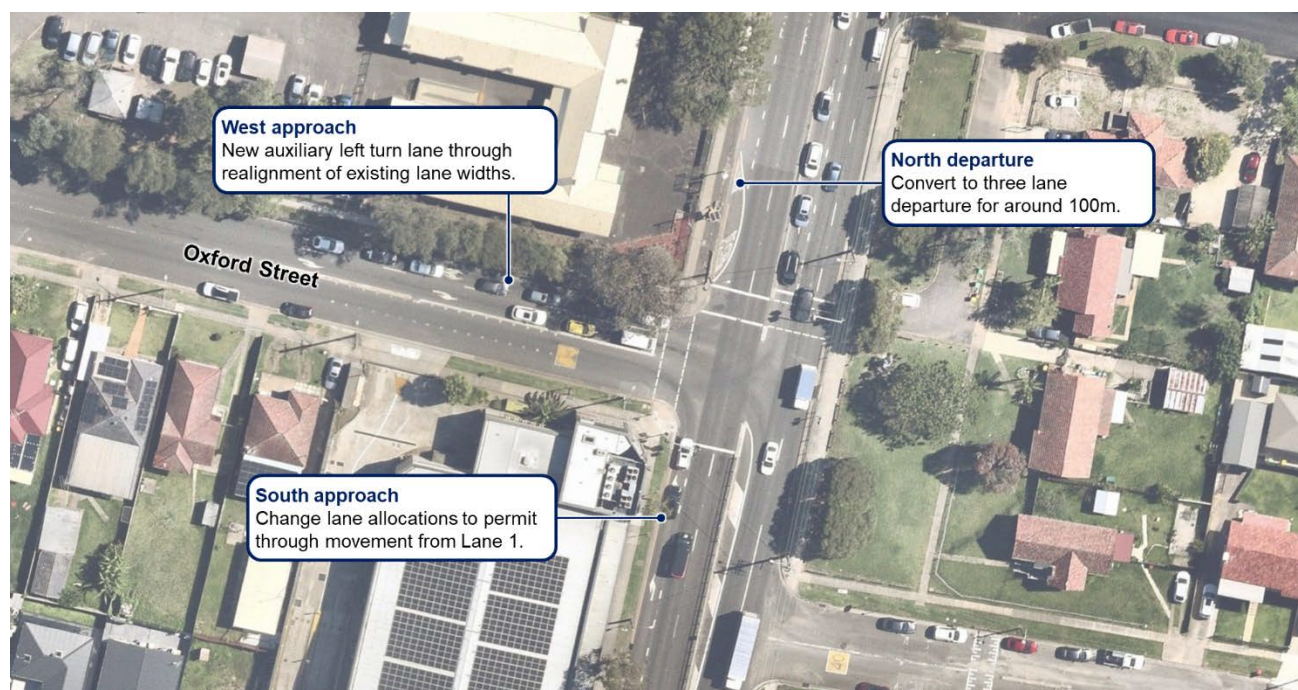 West approach
New auxiliary left turn lane through
realignment of existing lane widths.
North departure
Convert to three lane
departure for around 100m.
Oxford Street
South approach
Change lane allocations to permit
through movement from Lane 1.
40